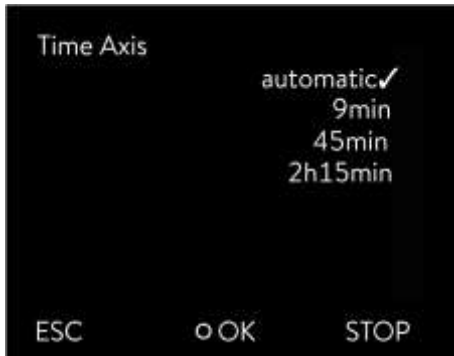 Time Axis
automatic✓
9min
45min
2h15min
ESC O OK STOP